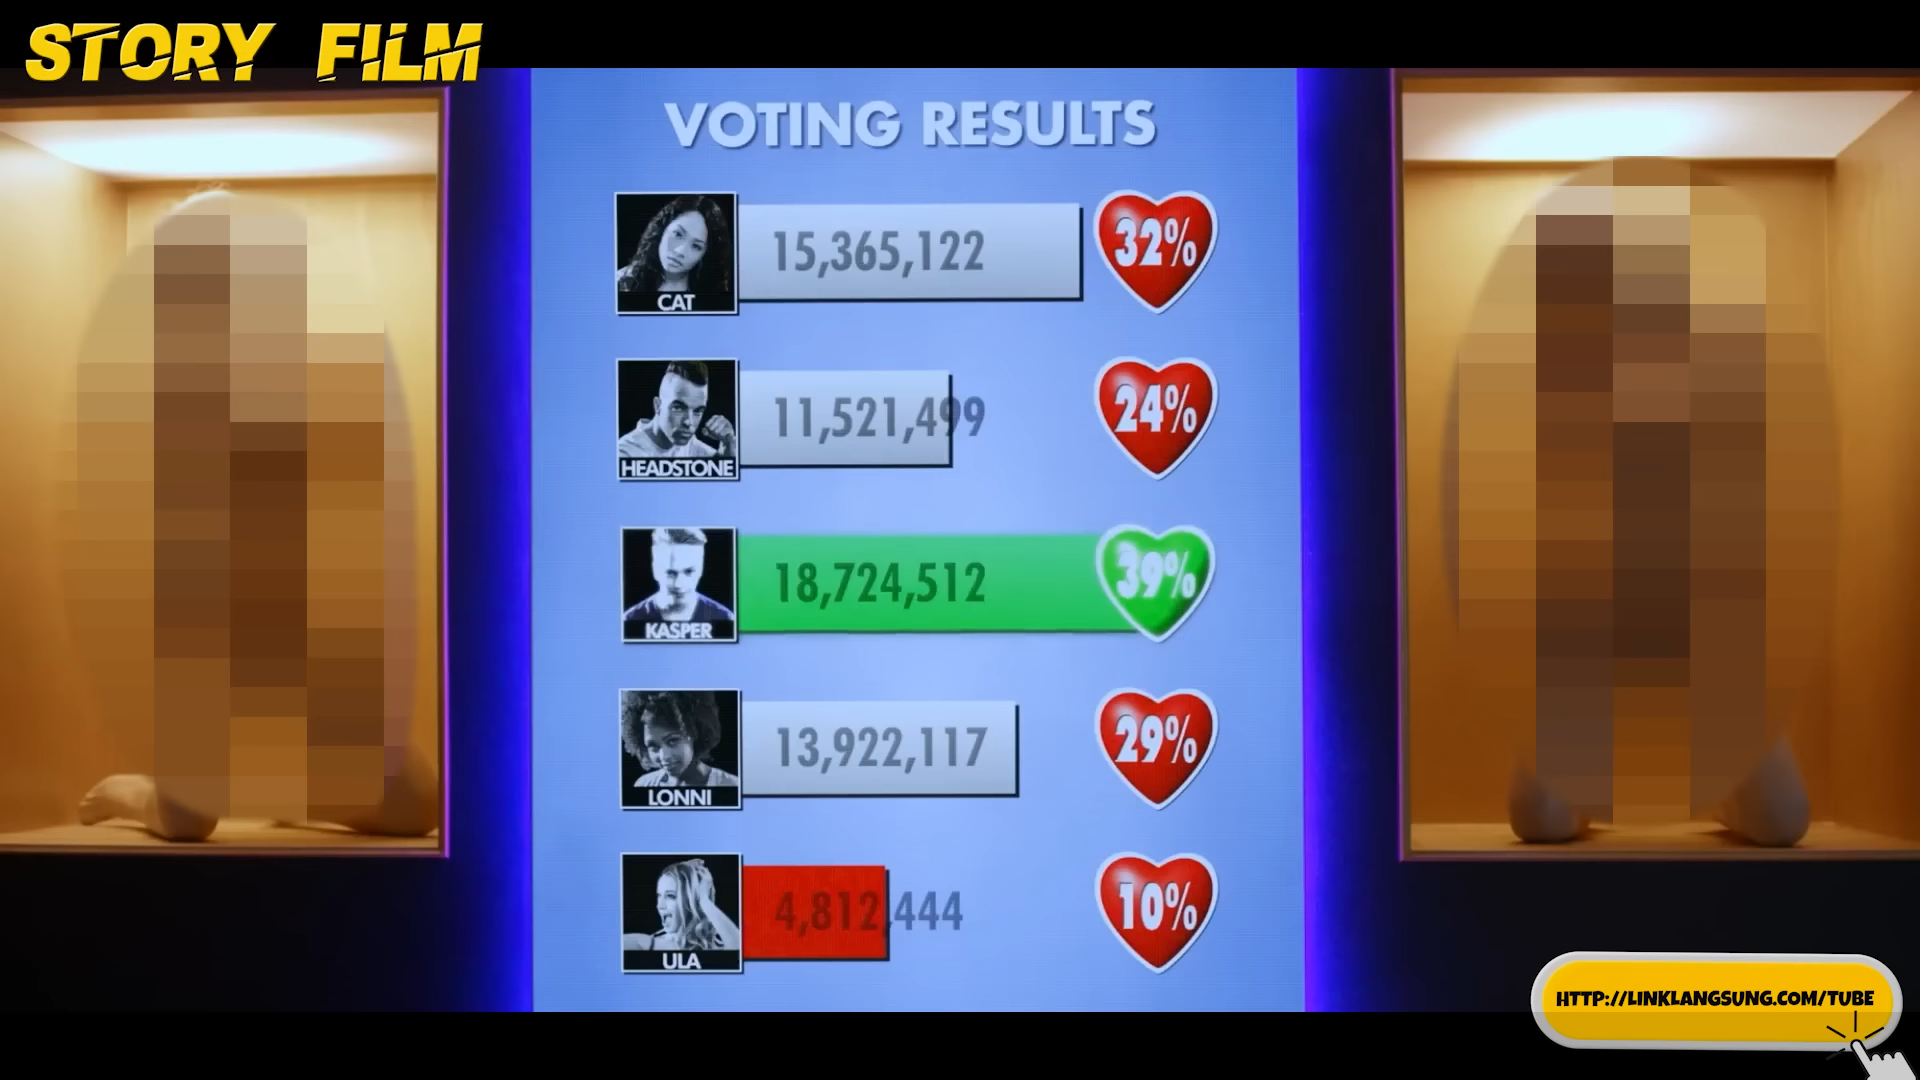 STORY FILM
VOTING RESULTS
CAT
15,365,122
32%
HEADSTONE
11,521,499
24%
KASPER
18,724,512
39%
LONNI
13,922,117
29%
ULA
4,812,444
10%
HTTP://LINKLANGSUNG.COM/TUBE